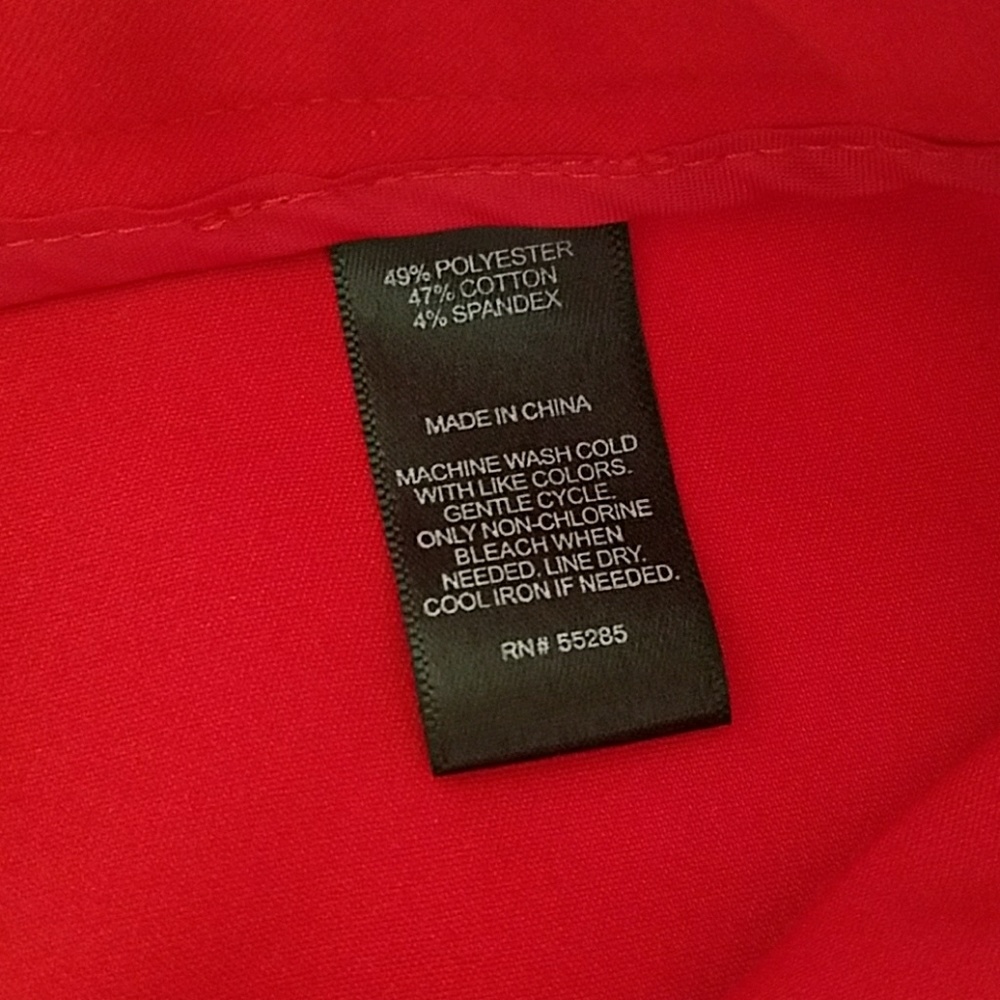 49% POLYESTER
47% COTTON
4% SPANDEX
MADE IN CHINA
MACHINE WASH COLD
WITH LIKE COLORS.
GENTLE CYCLE.
ONLY NON-CHLORINE
BLEACH WHEN
NEEDED. LINE DRY.
COOL IRON IF NEEDED.
RN# 55285